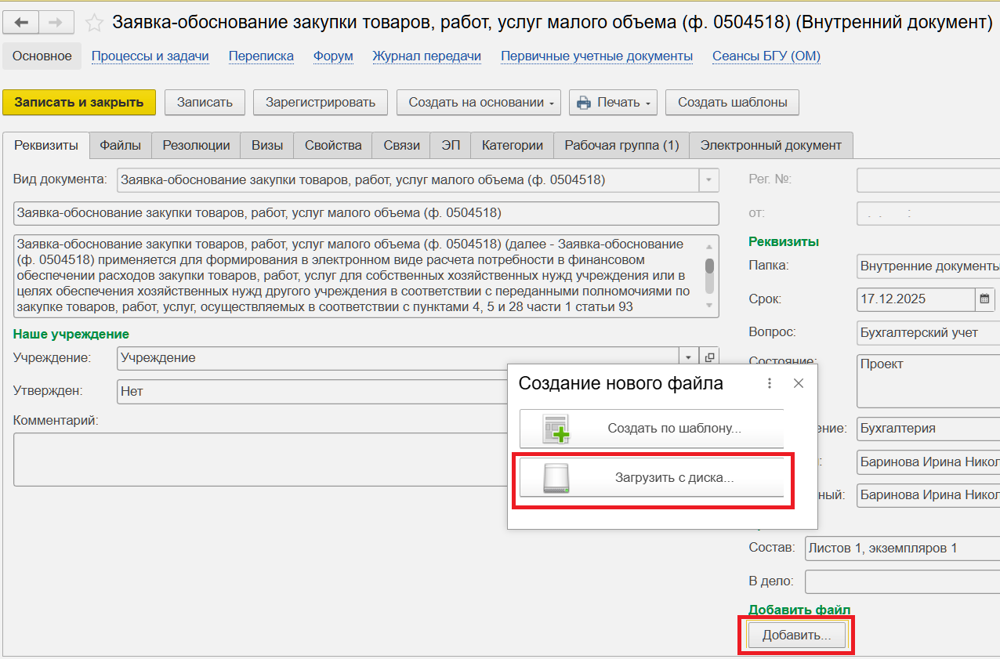 Заявка-обоснование закупки товаров, работ, услуг малого объема (ф. 0504518) (Внутренний документ)
Основное Процессы и задачи Переписка Форум Журнал передачи Первичные учетные документы Сеансы БГУ (ОМ)
Записать и закрыть Записать Зарегистрировать Создать на основании Печать Создать шаблоны
Реквизиты Файлы Резолюции Визы Свойства Связи ЭП Категории Рабочая группа (1) Электронный документ
Вид документа: Заявка-обоснование закупки товаров, работ, услуг малого объема (ф. 0504518)
Заявка-обоснование закупки товаров, работ, услуг малого объема (ф. 0504518)
Заявка-обоснование закупки товаров, работ, услуг малого объема (ф. 0504518) (далее - Заявка-обоснование
(ф. 0504518) применяется для формирования в электронном виде расчета потребности в финансовом
обеспечении расходов закупки товаров, работ, услуг для собственных хозяйственных нужд учреждения или в
целях обеспечения хозяйственных нужд другого учреждения в соответствии с переданными полномочиями по
закупке товаров, работ, услуг, осуществляемых в соответствии с пунктами 4, 5 и 28 части 1 статьи 93
Наше учреждение
Учреждение: Учреждение
Утвержден: Нет
Комментарий:
Рег. №:
от: . . :
Реквизиты
Папка: Внутренние документы
Срок: 17.12.2025
Вопрос: Бухгалтерский учет
Состояние: Проект
ение: Бухгалтерия
: Баринова Ирина Никол
ный: Баринова Ирина Никол
Состав: Листов 1, экземпляров 1
В дело:
Добавить файл
Добавить...
Создание нового файла
Создать по шаблону...
Загрузить с диска...